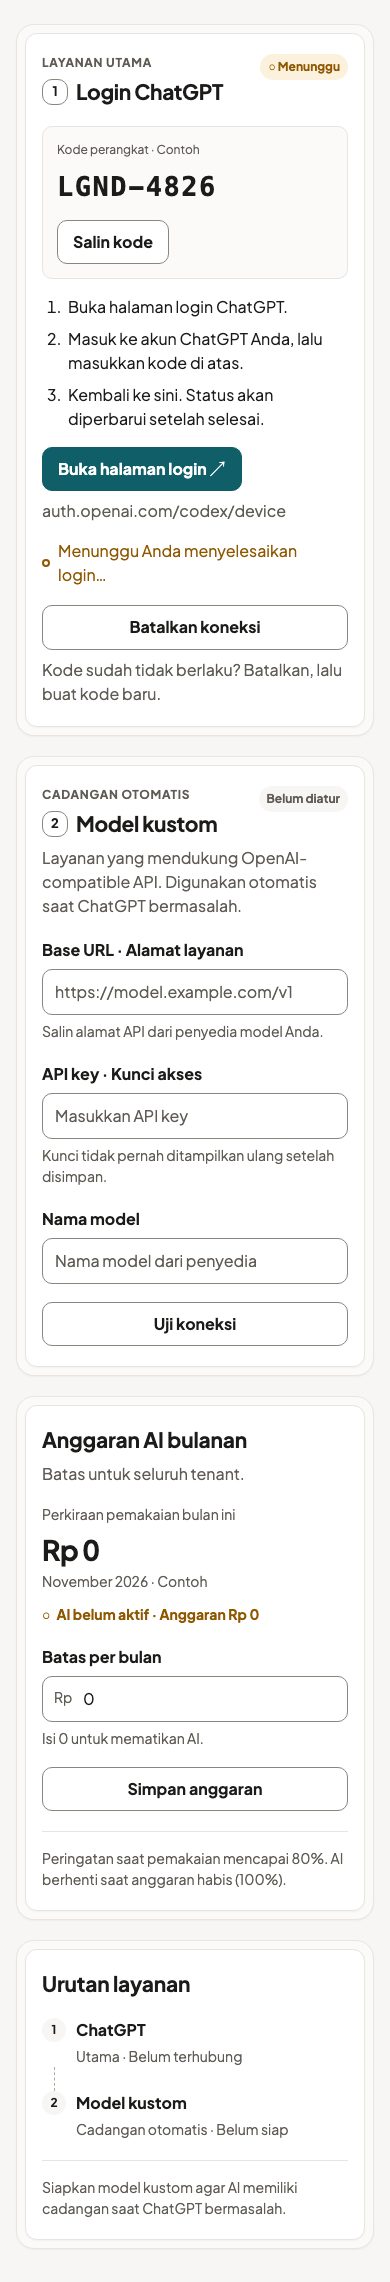 LAYANAN UTAMA
○ Menunggu
1 Login ChatGPT
Kode perangkat · Contoh
LGND–4826
Salin kode
1. Buka halaman login ChatGPT.
2. Masuk ke akun ChatGPT Anda, lalu
masukkan kode di atas.
3. Kembali ke sini. Status akan
diperbarui setelah selesai.
Buka halaman login ↗
auth.openai.com/codex/device
Menunggu Anda menyelesaikan
login…
Batalkan koneksi
Kode sudah tidak berlaku? Batalkan, lalu
buat kode baru.
CADANGAN OTOMATIS
Belum diatur
2 Model kustom
Layanan yang mendukung OpenAI-
compatible API. Digunakan otomatis
saat ChatGPT bermasalah.
Base URL · Alamat layanan
https://model.example.com/v1
Salin alamat API dari penyedia model Anda.
API key · Kunci akses
Masukkan API key
Kunci tidak pernah ditampilkan ulang setelah
disimpan.
Nama model
Nama model dari penyedia
Uji koneksi
Anggaran AI bulanan
Batas untuk seluruh tenant.
Perkiraan pemakaian bulan ini
Rp 0
November 2026 · Contoh
○ AI belum aktif · Anggaran Rp 0
Batas per bulan
Rp 0
Isi 0 untuk mematikan AI.
Simpan anggaran
Peringatan saat pemakaian mencapai 80%. AI
berhenti saat anggaran habis (100%).
Urutan layanan
1 ChatGPT
Utama · Belum terhubung
2 Model kustom
Cadangan otomatis · Belum siap
Siapkan model kustom agar AI memiliki
cadangan saat ChatGPT bermasalah.